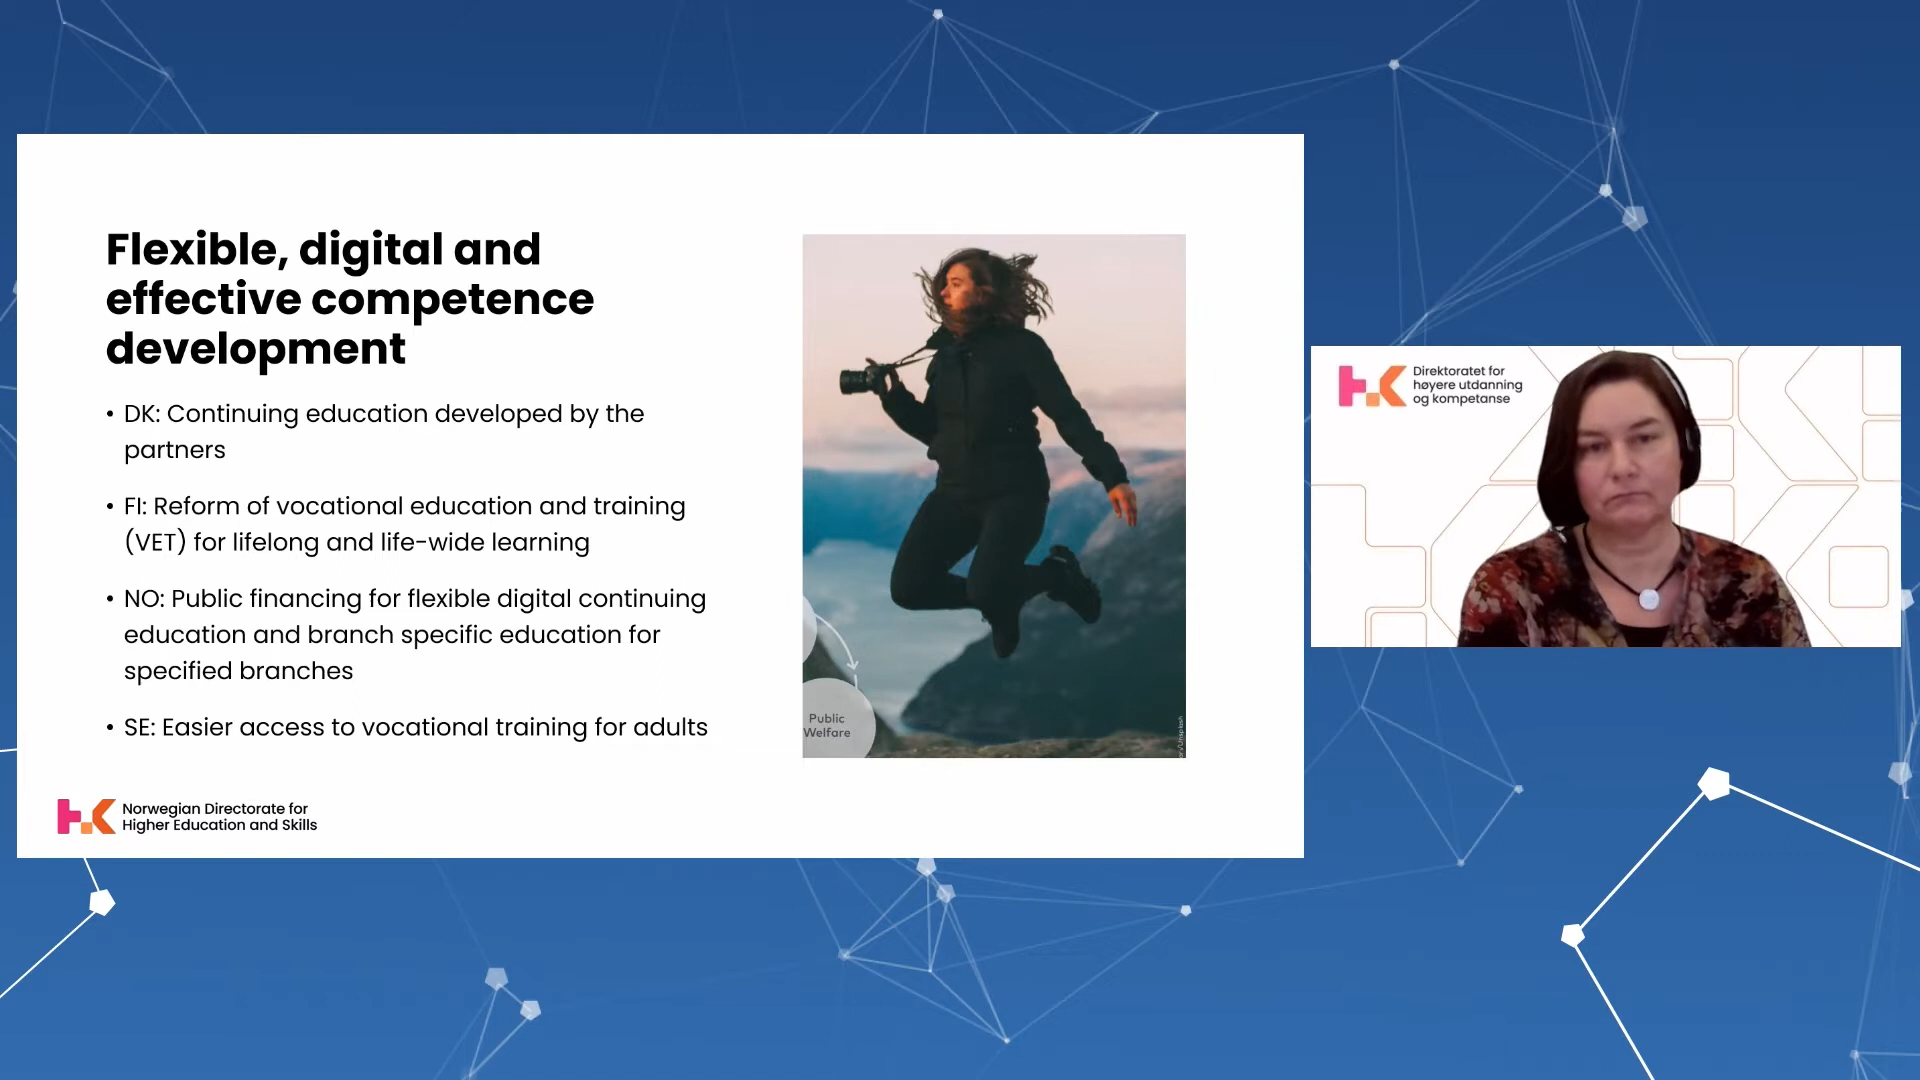 Flexible, digital and
effective competence
development
• DK: Continuing education developed by the
partners
• FI: Reform of vocational education and training
(VET) for lifelong and life-wide learning
• NO: Public financing for flexible digital continuing
education and branch specific education for
specified branches
• SE: Easier access to vocational training for adults
Public
Welfare
Norwegian Directorate for
Higher Education and Skills
Direktoratet for
høyere utdanning
og kompetanse